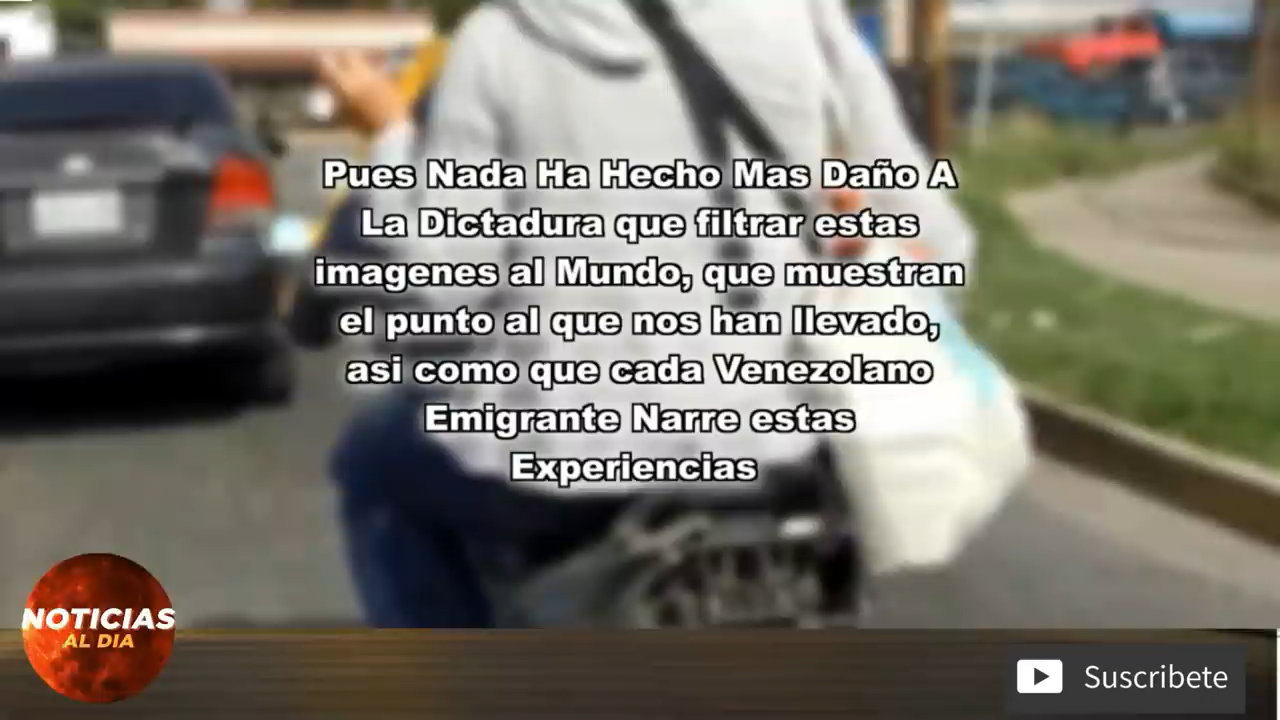 Pues Nada Ha Hecho Mas Daño A
La Dictadura que filtrar estas
imagenes al Mundo, que muestran
el punto al que nos han llevado,
asi como que cada Venezolano
Emigrante Narre estas
Experiencias
NOTICIAS
AL DIA
Suscribete